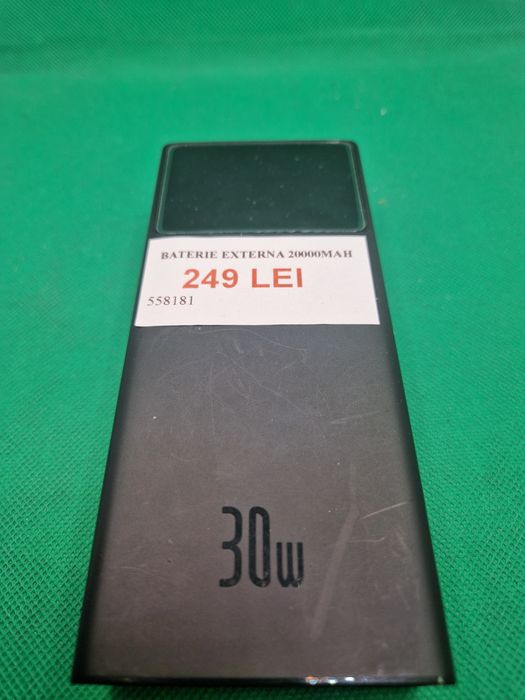 BATERIE EXTERNA 20000MAH
249 LEI
558181
30w